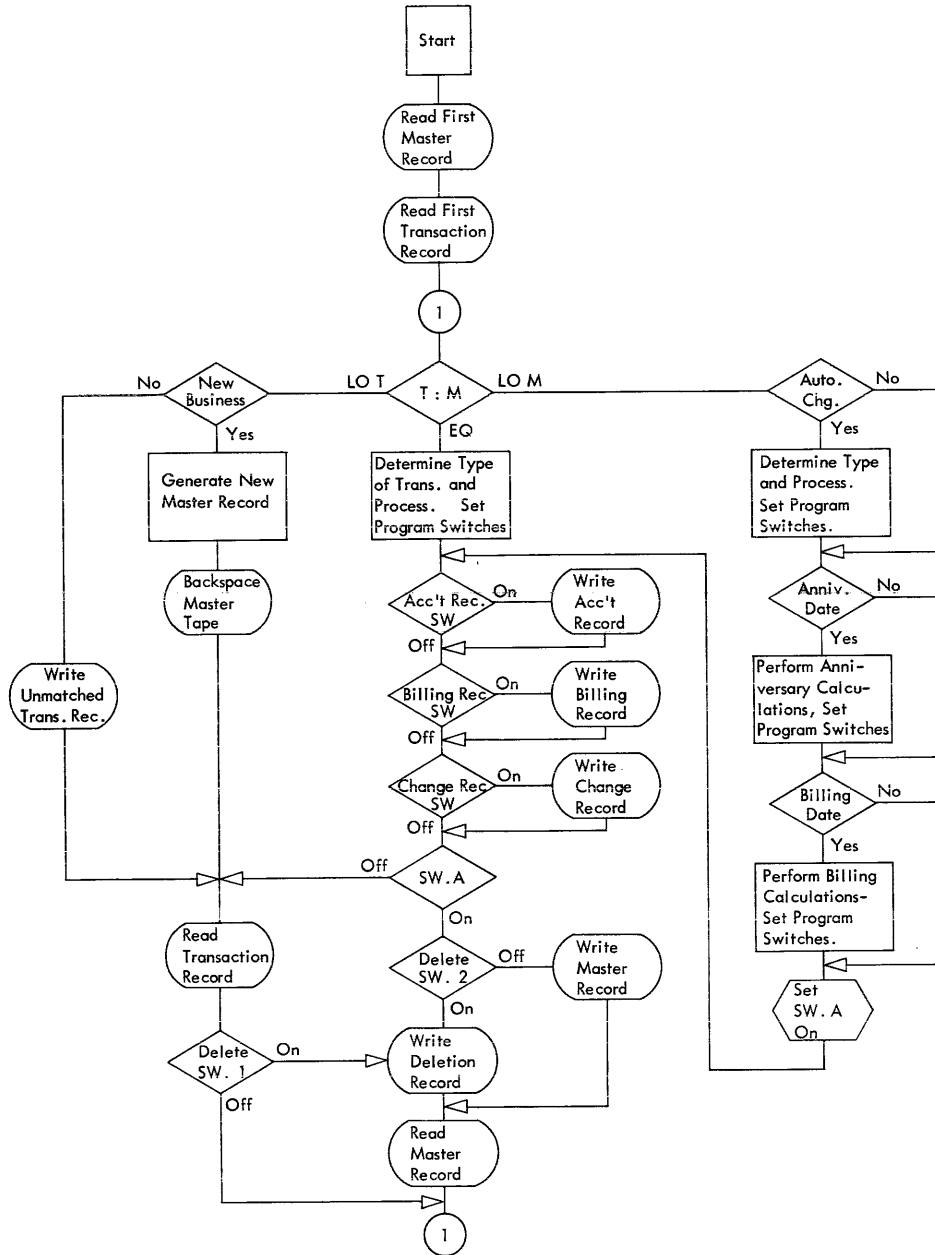 Start
Read First
Master
Record
Read First
Transaction
Record
1
No
New
Business
LO T
T : M
LO M
Auto.
Chg.
No
Yes
EQ
Yes
Generate New
Master Record
Determine Type
of Trans. and
Process. Set
Program Switches
Determine Type
and Process.
Set Program
Switches.
Backspace
Master
Tape
Acc't Rec.
SW
On
Write
Acc't
Record
Off
Anniv.
Date
No
Yes
Write
Unmatched
Trans. Rec.
Billing Rec
SW
On
Write
Billing
Record
Off
Perform Anni-
versary Calcu-
lations, Set
Program Switches
Change Rec
SW
On
Write
Change
Record
Off
Billing
Date
No
Yes
Off
SW. A
On
Perform Billing
Calculations-
Set Program
Switches.
Read
Transaction
Record
Delete
SW. 2
Off
Write
Master
Record
On
Set
SW. A
On
Delete
SW. 1
On
Off
Write
Deletion
Record
Read
Master
Record
1